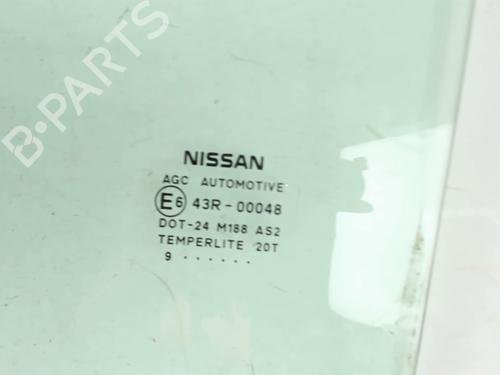 B-PARTS
NISSAN
AGC AUTOMOTIVE
E6 43R-00048
DOT-24 M188 AS2
TEMPERLITE 20T
9 ......